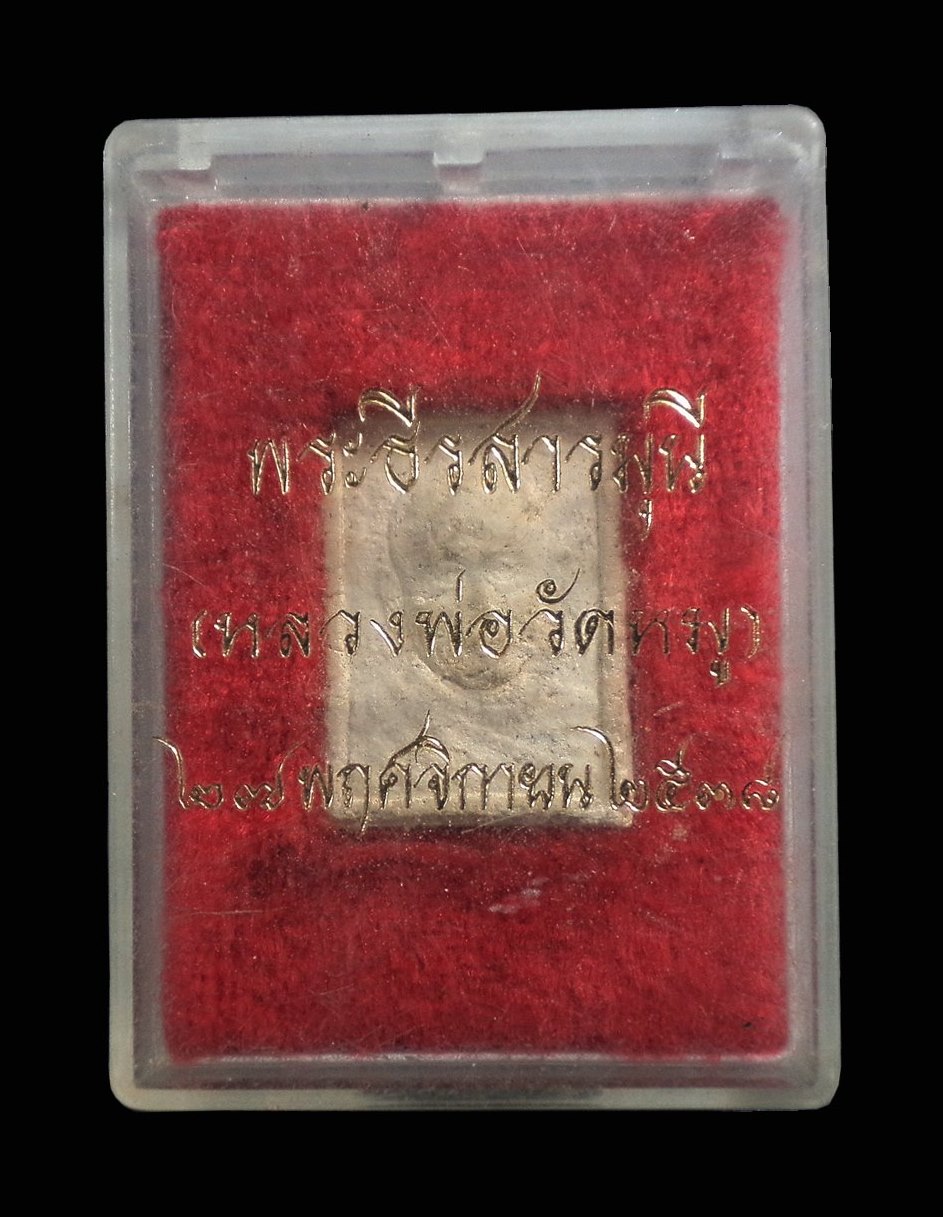 พระธีรสารมุนี
(หลวงพ่อวัดหมู)
๒๗ พฤศจิกายน ๒๕๓๘